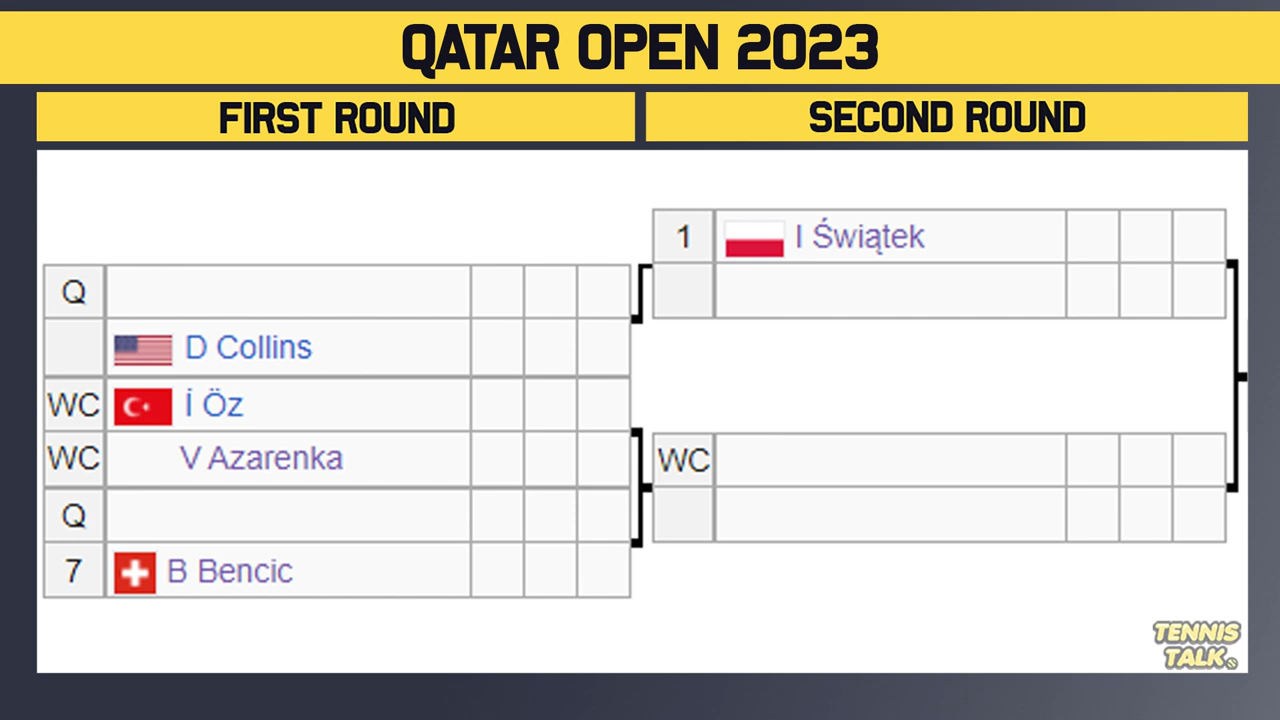 QATAR OPEN 2023
FIRST ROUND
SECOND ROUND
Q
D Collins
WC İ Öz
WC V Azarenka
Q
7 B Bencic
1 I Świątek
WC
TENNIS
TALK